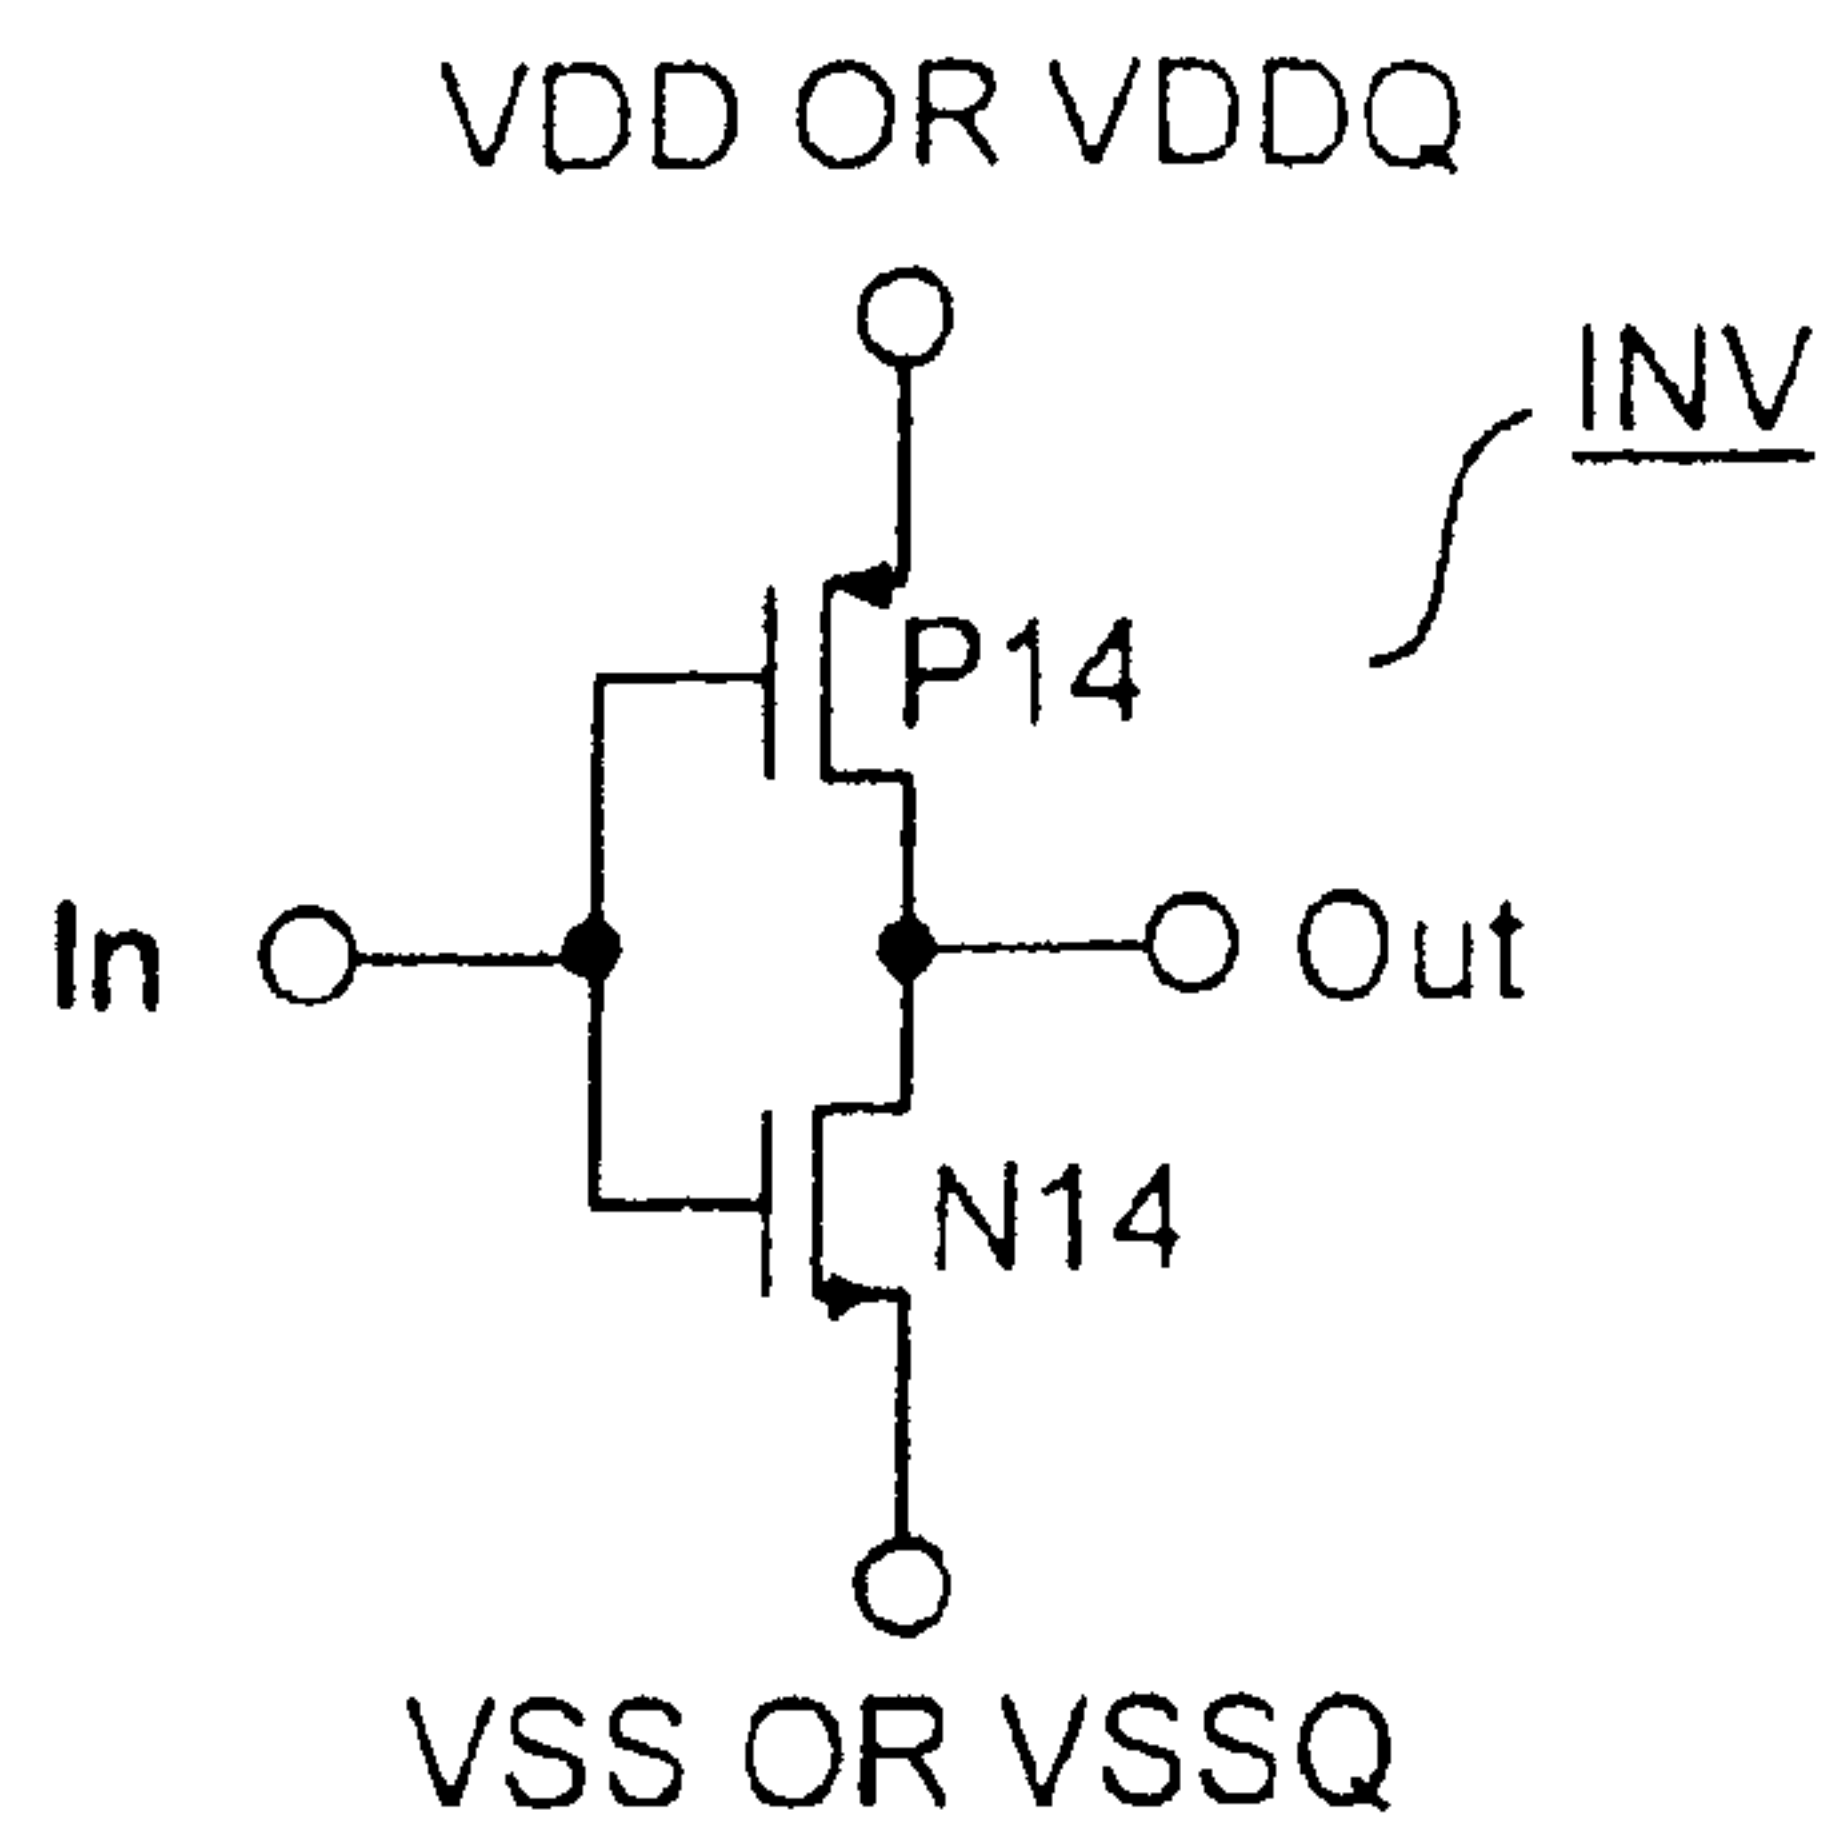 VDD OR VDDQ
INV
P14
In
Out
N14
VSS OR VSSQ